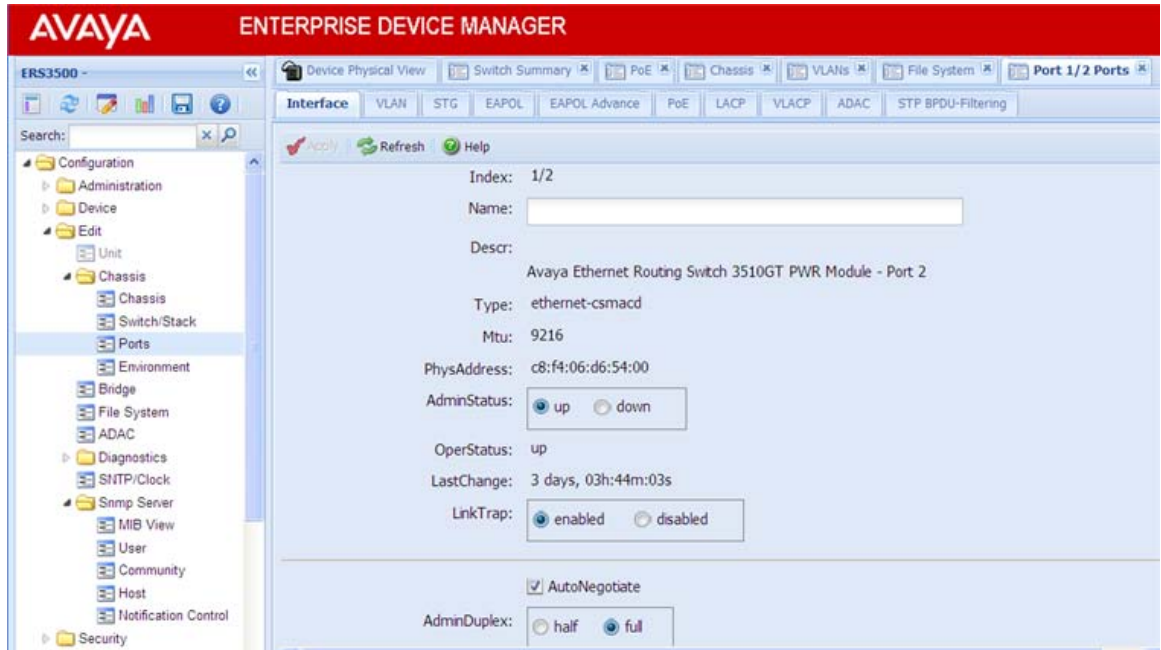 AVAYA ENTERPRISE DEVICE MANAGER
ERS3500 -
Device Physical View Switch Summary PoE Chassis VLANs File System Port 1/2 Ports
Interface VLAN STG EAPOL EAPOL Advance PoE LACP VLACP ADAC STP BPDU-Filtering
Search:
Apply Refresh Help
Configuration
Administration
Device
Edit
Unit
Chassis
Chassis
Switch/Stack
Ports
Environment
Bridge
File System
ADAC
Diagnostics
SNTP/Clock
Snmp Server
MIB View
User
Community
Host
Notification Control
Security
Index: 1/2
Name:
Descr:
Avaya Ethernet Routing Switch 3510GT PWR Module - Port 2
Type: ethernet-csmacd
Mtu: 9216
PhysAddress: c8:f4:06:d6:54:00
AdminStatus: up down
OperStatus: up
LastChange: 3 days, 03h:44m:03s
LinkTrap: enabled disabled
AutoNegotiate
AdminDuplex: half full